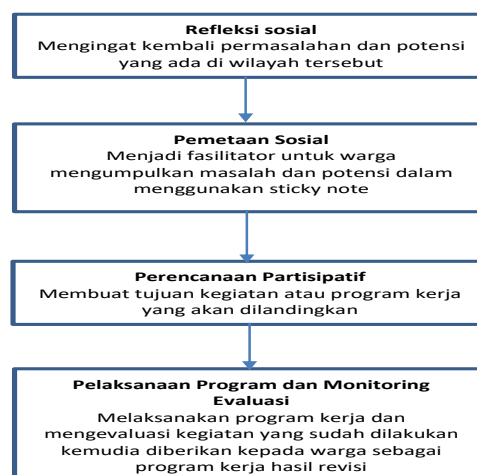 Refleksi sosial
Mengingat kembali permasalahan dan potensi
yang ada di wilayah tersebut
Pemetaan Sosial
Menjadi fasilitator untuk warga
mengumpulkan masalah dan potensi dalam
menggunakan sticky note
Perencanaan Partisipatif
Membuat tujuan kegiatan atau program kerja
yang akan dilandingkan
Pelaksanaan Program dan Monitoring
Evaluasi
Melaksanakan program kerja dan
mengevaluasi kegiatan yang sudah dilakukan
kemudia diberikan kepada warga sebagai
program kerja hasil revisi